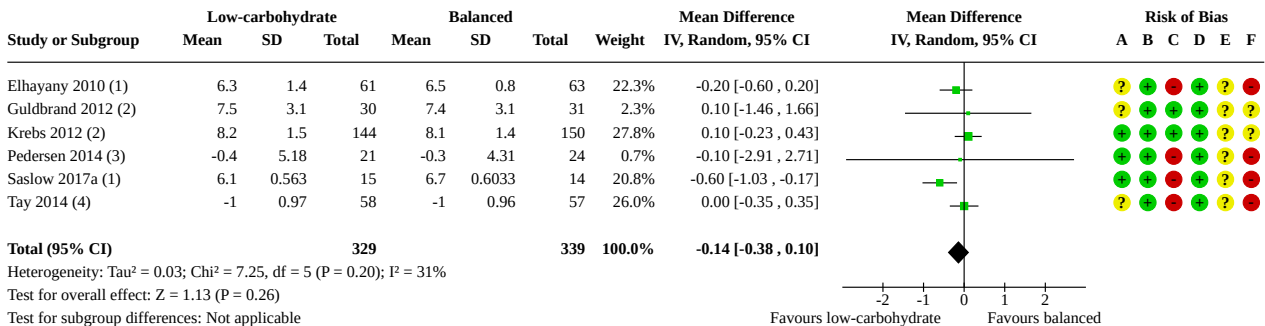 Low-carbohydrate Balanced Mean Difference Mean Difference Risk of Bias
Study or Subgroup Mean SD Total Mean SD Total Weight IV, Random, 95% CI IV, Random, 95% CI A B C D E F
Elhayany 2010 (1) 6.3 1.4 61 6.5 0.8 63 22.3% -0.20 [-0.60 , 0.20] ? + - + ? -
Guldbrand 2012 (2) 7.5 3.1 30 7.4 3.1 31 2.3% 0.10 [-1.46 , 1.66] ? + + + ? ?
Krebs 2012 (2) 8.2 1.5 144 8.1 1.4 150 27.8% 0.10 [-0.23 , 0.43] + + + + ? ?
Pedersen 2014 (3) -0.4 5.18 21 -0.3 4.31 24 0.7% -0.10 [-2.91 , 2.71] + + - + ? -
Saslow 2017a (1) 6.1 0.563 15 6.7 0.6033 14 20.8% -0.60 [-1.03 , -0.17] + + - + ? -
Tay 2014 (4) -1 0.97 58 -1 0.96 57 26.0% 0.00 [-0.35 , 0.35] ? + - + ? -
Total (95% CI) 329 339 100.0% -0.14 [-0.38 , 0.10]
Heterogeneity: Tau² = 0.03; Chi² = 7.25, df = 5 (P = 0.20); I² = 31%
Test for overall effect: Z = 1.13 (P = 0.26)
-2 -1 0 1 2
Test for subgroup differences: Not applicable Favours low-carbohydrate Favours balanced